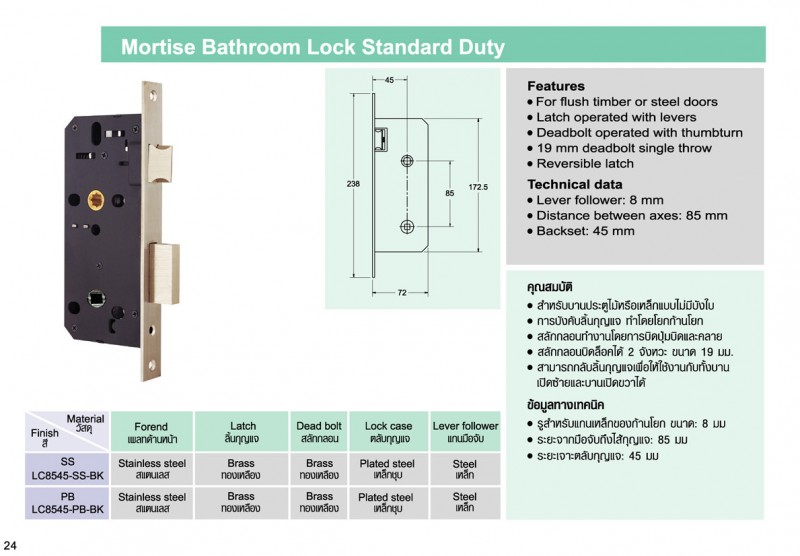 Mortise Bathroom Lock Standard Duty
45
238
85
172.5
72
Features
• For flush timber or steel doors
• Latch operated with levers
• Deadbolt operated with thumbturn
• 19 mm deadbolt single throw
• Reversible latch
Technical data
• Lever follower: 8 mm
• Distance between axes: 85 mm
• Backset: 45 mm
คุณสมบัติ
• สำหรับบานประตูไม้หรือเหล็กแบบไม่มีบังใบ
• การบังคับลิ้นกุญแจ ทำโดยโยกก้านโยก
• สลักกลอนทำงานโดยการบิดปุ่มบิดและคลาย
• สลักกลอนบิดล็อคได้ 2 จังหวะ ขนาด 19 มม.
• สามารถกลับลิ้นกุญแจเพื่อให้ใช้งานกับทั้งบาน
เปิดซ้ายและบานเปิดขวาได้
ข้อมูลทางเทคนิค
• รูสำหรับแกนเหล็กของก้านโยก ขนาด: 8 มม
• ระยะจากมือจับถึงไส้กุญแจ: 85 มม
• ระยะเจาะตลับกุญแจ: 45 มม
Material วัสดุ Finish สี
Forend Latch Dead bolt Lock case Lever follower
เพลทด้านหน้า ลิ้นกุญแจ สลักกลอน ตลับกุญแจ แกนมือจับ
SS Stainless steel Brass Brass Plated steel Steel
LC8545-SS-BK สแตนเลส ทองเหลือง ทองเหลือง เหล็กชุบ เหล็ก
PB Stainless steel Brass Brass Plated steel Steel
LC8545-PB-BK สแตนเลส ทองเหลือง ทองเหลือง เหล็กชุบ เหล็ก
24